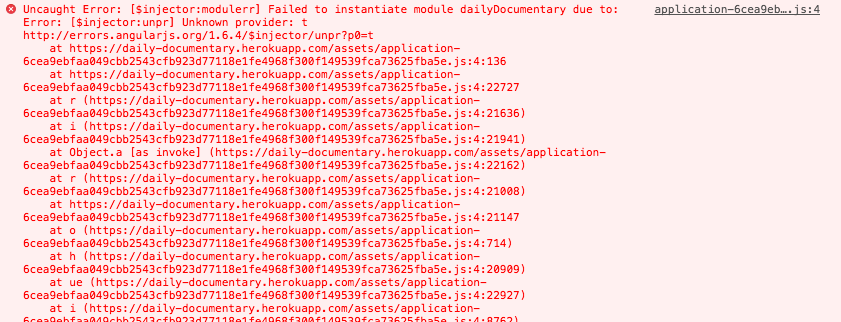 Uncaught Error: [$injector:modulerr] Failed to instantiate module dailyDocumentary due to: application-6cea9eb….js:4
Error: [$injector:unpr] Unknown provider: t
http://errors.angularjs.org/1.6.4/$injector/unpr?p0=t
at https://daily-documentary.herokuapp.com/assets/application-
6cea9ebfaa049cbb2543cfb923d77118e1fe4968f300f149539fca73625fba5e.js:4:136
at https://daily-documentary.herokuapp.com/assets/application-
6cea9ebfaa049cbb2543cfb923d77118e1fe4968f300f149539fca73625fba5e.js:4:22727
at r (https://daily-documentary.herokuapp.com/assets/application-
6cea9ebfaa049cbb2543cfb923d77118e1fe4968f300f149539fca73625fba5e.js:4:21636)
at i (https://daily-documentary.herokuapp.com/assets/application-
6cea9ebfaa049cbb2543cfb923d77118e1fe4968f300f149539fca73625fba5e.js:4:21941)
at Object.a [as invoke] (https://daily-documentary.herokuapp.com/assets/application-
6cea9ebfaa049cbb2543cfb923d77118e1fe4968f300f149539fca73625fba5e.js:4:22162)
at r (https://daily-documentary.herokuapp.com/assets/application-
6cea9ebfaa049cbb2543cfb923d77118e1fe4968f300f149539fca73625fba5e.js:4:21008)
at https://daily-documentary.herokuapp.com/assets/application-
6cea9ebfaa049cbb2543cfb923d77118e1fe4968f300f149539fca73625fba5e.js:4:21147
at o (https://daily-documentary.herokuapp.com/assets/application-
6cea9ebfaa049cbb2543cfb923d77118e1fe4968f300f149539fca73625fba5e.js:4:714)
at h (https://daily-documentary.herokuapp.com/assets/application-
6cea9ebfaa049cbb2543cfb923d77118e1fe4968f300f149539fca73625fba5e.js:4:20909)
at ue (https://daily-documentary.herokuapp.com/assets/application-
6cea9ebfaa049cbb2543cfb923d77118e1fe4968f300f149539fca73625fba5e.js:4:22927)
at i (https://daily-documentary.herokuapp.com/assets/application-
6cea9ebfaa049cbb2543cfb923d77118e1fe4968f300f149539fca73625fba5e.js:4:8762)